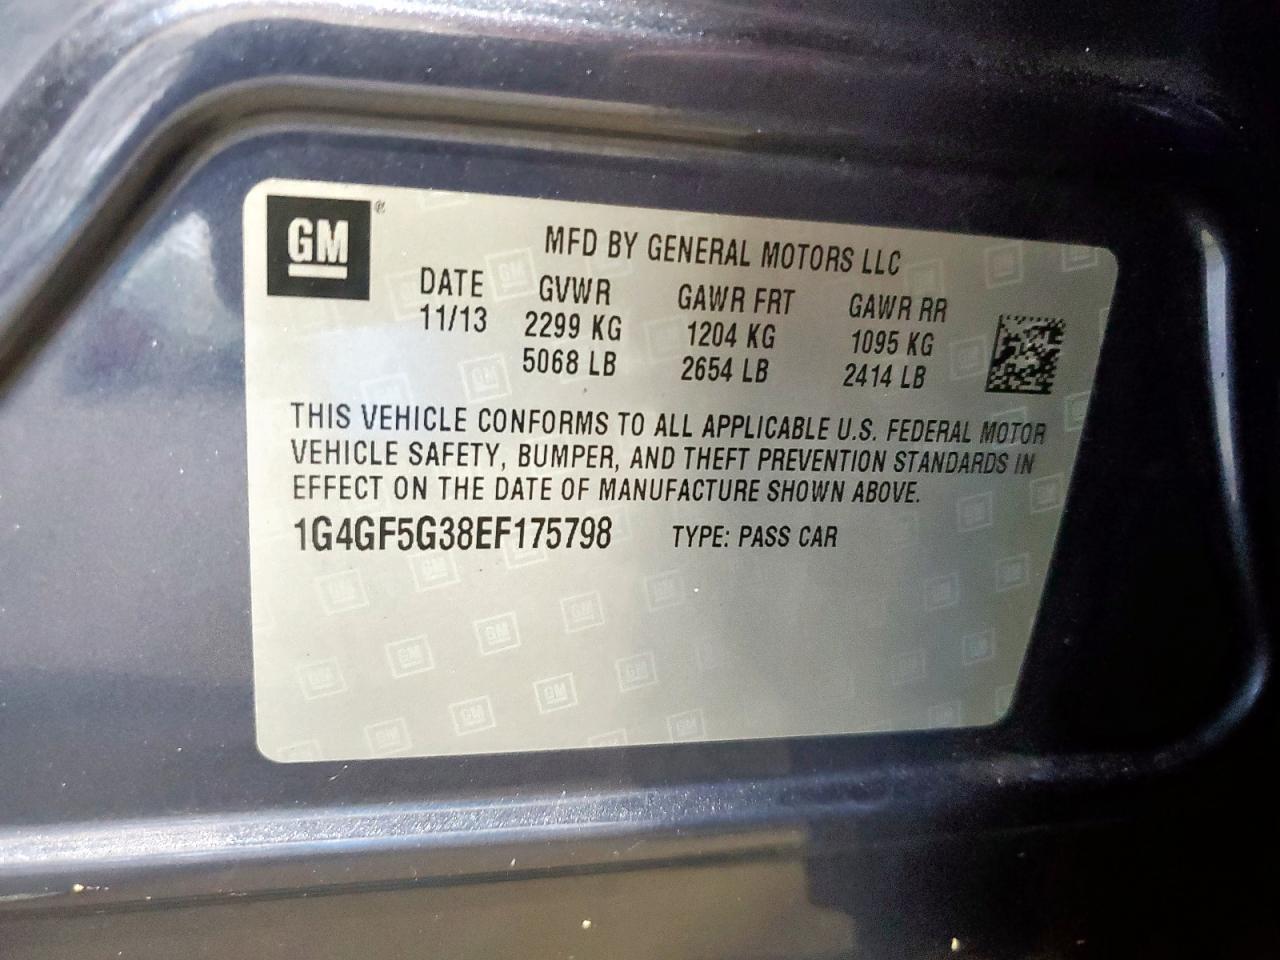 GM ®
MFD BY GENERAL MOTORS LLC
DATE GVWR GAWR FRT GAWR RR
11/13 2299 KG 1204 KG 1095 KG
5068 LB 2654 LB 2414 LB
THIS VEHICLE CONFORMS TO ALL APPLICABLE U.S. FEDERAL MOTOR
VEHICLE SAFETY, BUMPER, AND THEFT PREVENTION STANDARDS IN
EFFECT ON THE DATE OF MANUFACTURE SHOWN ABOVE.
1G4GF5G38EF175798 TYPE: PASS CAR